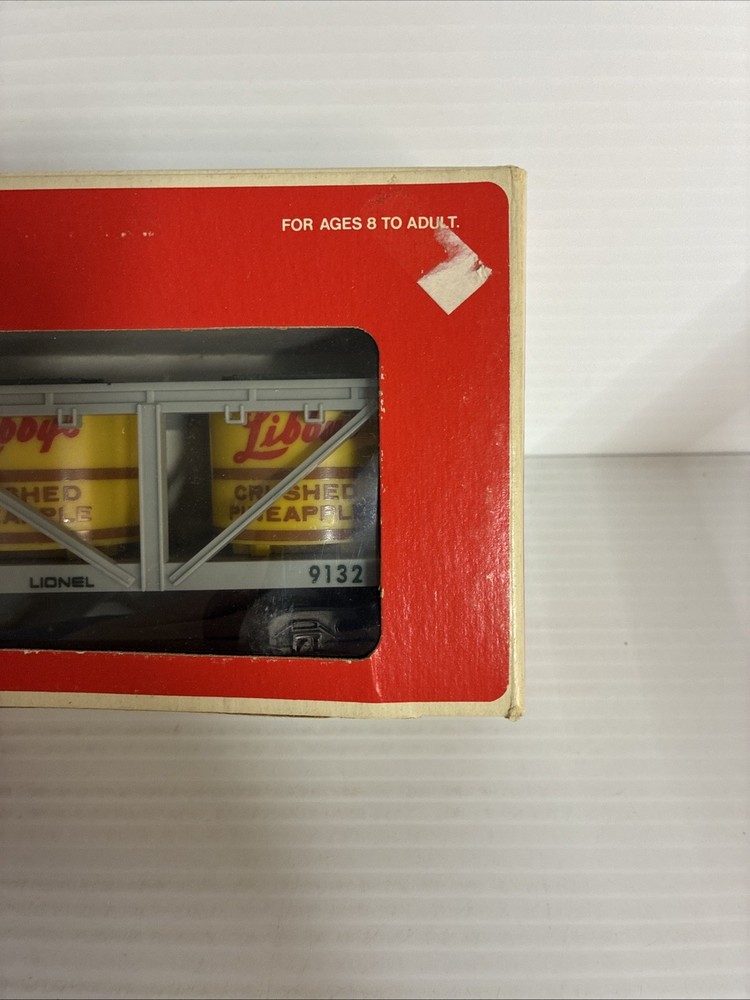 FOR AGES 8 TO ADULT.
Libby's
CRUSHED
PINEAPPLE
LIONEL
9132